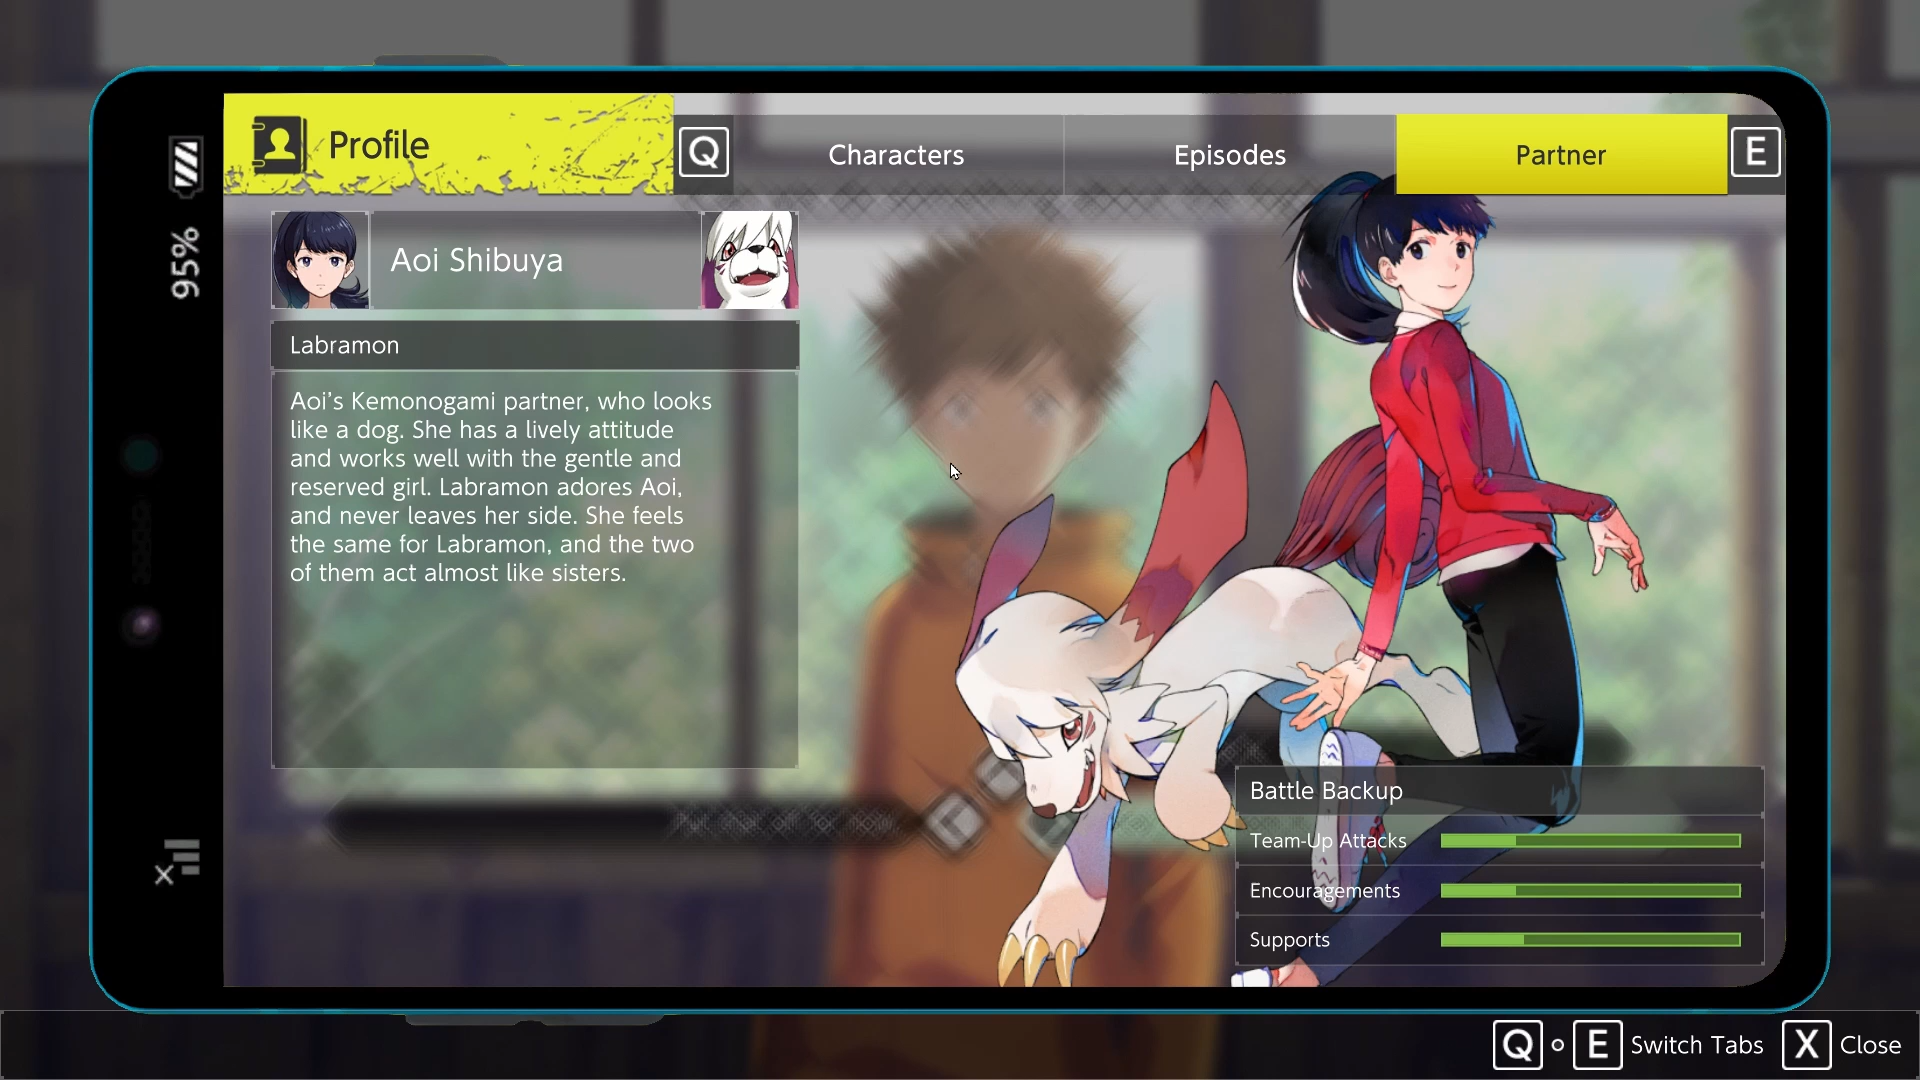 Profile
Q
Characters
Episodes
Partner
E
95%
Aoi Shibuya
Labramon
Aoi's Kemonogami partner, who looks
like a dog. She has a lively attitude
and works well with the gentle and
reserved girl. Labramon adores Aoi,
and never leaves her side. She feels
the same for Labramon, and the two
of them act almost like sisters.
Battle Backup
Team-Up Attacks
Encouragements
Supports
Q E Switch Tabs X Close